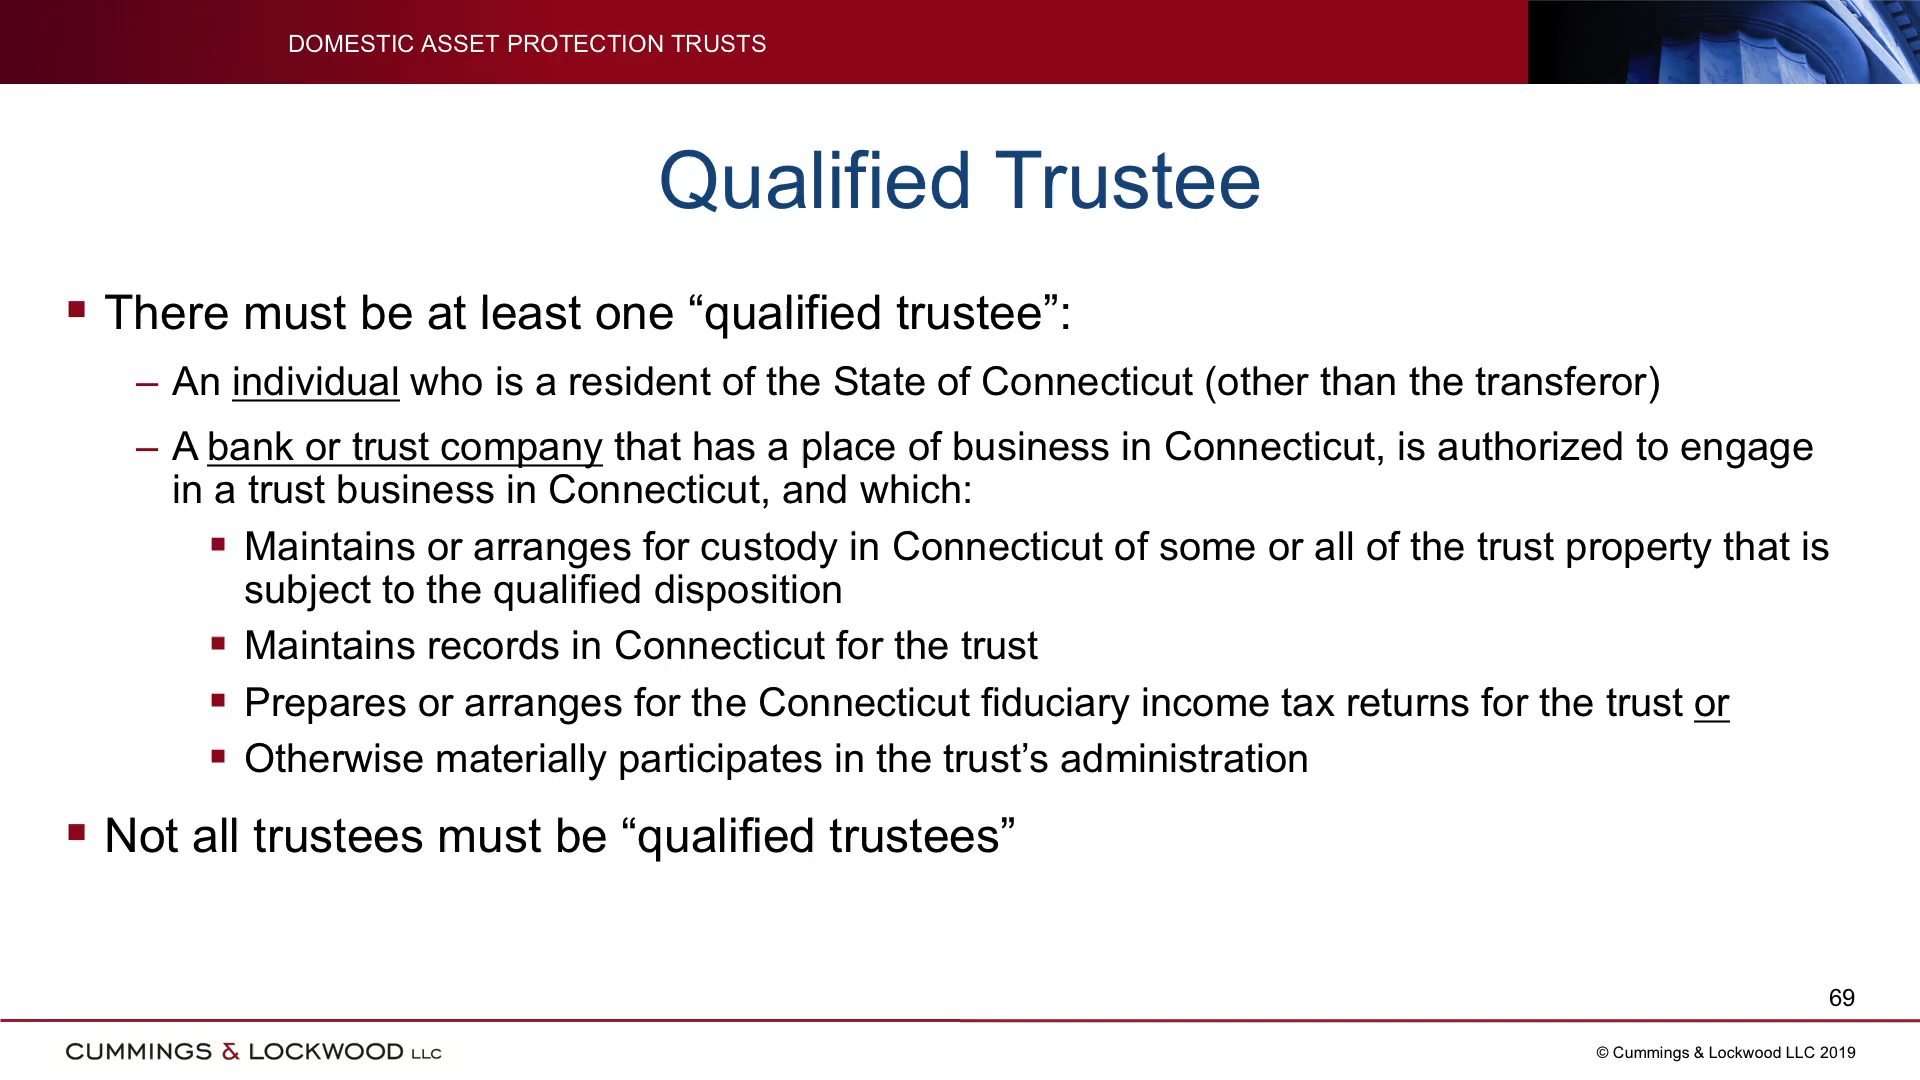 DOMESTIC ASSET PROTECTION TRUSTS
Qualified Trustee
▪ There must be at least one “qualified trustee”:
– An individual who is a resident of the State of Connecticut (other than the transferor)
– A bank or trust company that has a place of business in Connecticut, is authorized to engage
in a trust business in Connecticut, and which:
▪ Maintains or arranges for custody in Connecticut of some or all of the trust property that is
subject to the qualified disposition
▪ Maintains records in Connecticut for the trust
▪ Prepares or arranges for the Connecticut fiduciary income tax returns for the trust or
▪ Otherwise materially participates in the trust’s administration
▪ Not all trustees must be “qualified trustees”
69
CUMMINGS & LOCKWOOD LLC
© Cummings & Lockwood LLC 2019